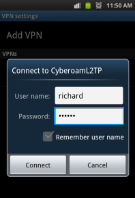 11:50 AM
VPN settings
Add VPN
VPNs
Connect to CyberoamL2TP
User name: richard
Password: ••••••
Remember user name
Connect Cancel